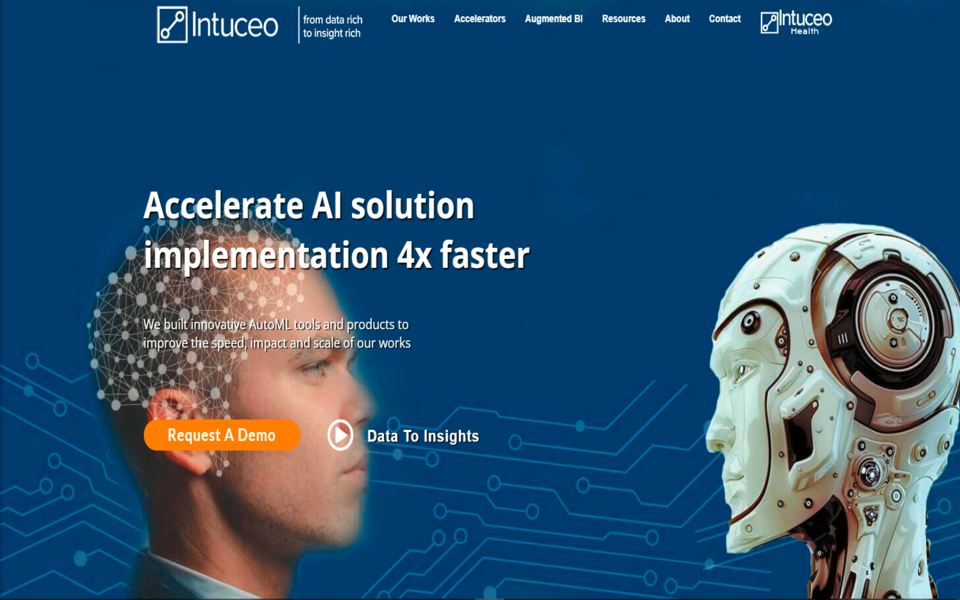 Intuceo
from data rich
to insight rich
Our Works
Accelerators
Augmented BI
Resources
About
Contact
Intuceo
Health
Accelerate AI solution
implementation 4x faster
We built innovative AutoML tools and products to
improve the speed, impact and scale of our works
Request A Demo
Data To Insights